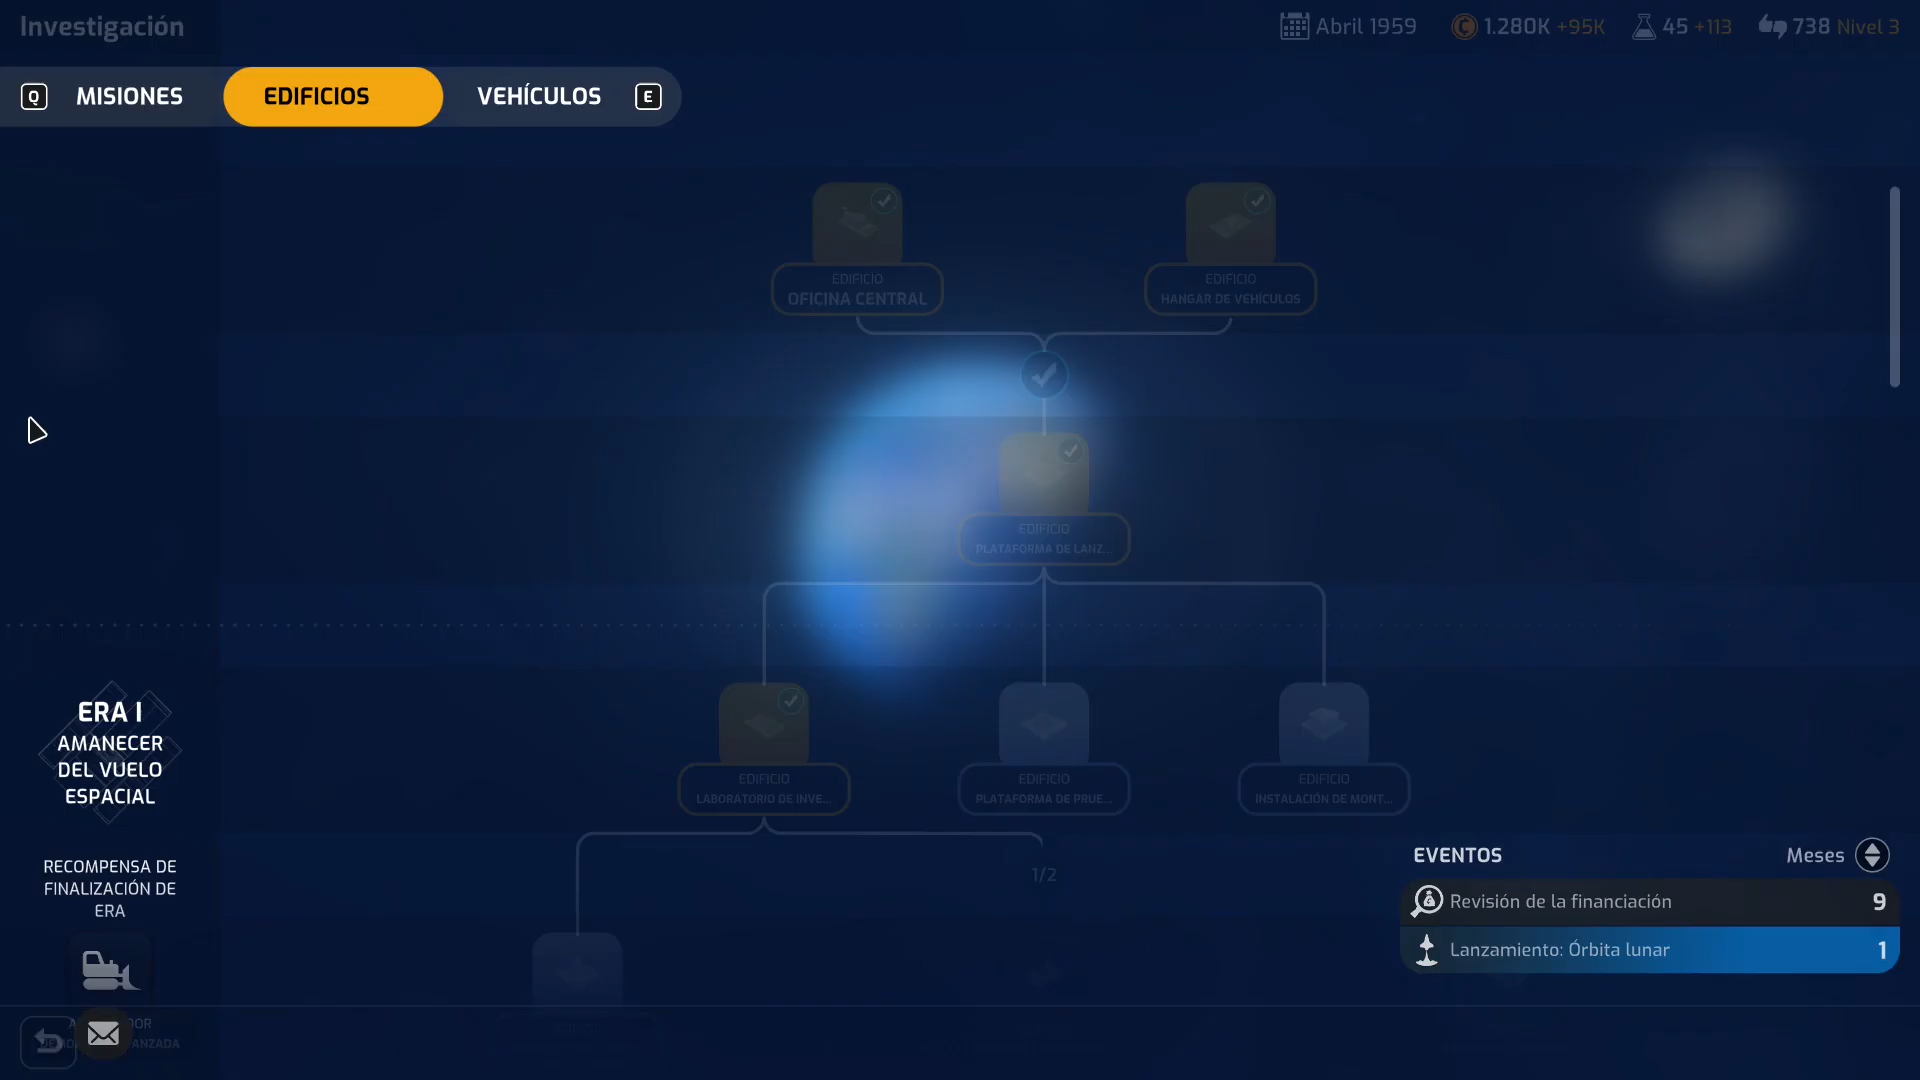 Investigación
Abril 1959
1.280K +95K
45 +113
738 Nivel 3
Q MISIONES EDIFICIOS VEHÍCULOS E
EDIFICIO
OFICINA CENTRAL
EDIFICIO
HANGAR DE VEHÍCULOS
EDIFICIO
PLATAFORMA DE LANZ...
ERA I
AMANECER
DEL VUELO
ESPACIAL
EDIFICIO
LABORATORIO DE INVE...
EDIFICIO
PLATAFORMA DE PRUE...
EDIFICIO
INSTALACIÓN DE MONT...
1/2
RECOMPENSA DE
FINALIZACIÓN DE
ERA
EVENTOS Meses
Revisión de la financiación 9
Lanzamiento: Órbita lunar 1